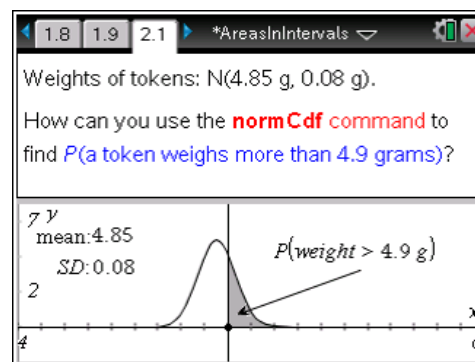 1.8 1.9 2.1 *AreasInIntervals
Weights of tokens: N(4.85 g, 0.08 g).
How can you use the normCdf command to
find P(a token weighs more than 4.9 grams)?
7 y
mean:4.85
SD:0.08
P(weight > 4.9 g)
2
x
4